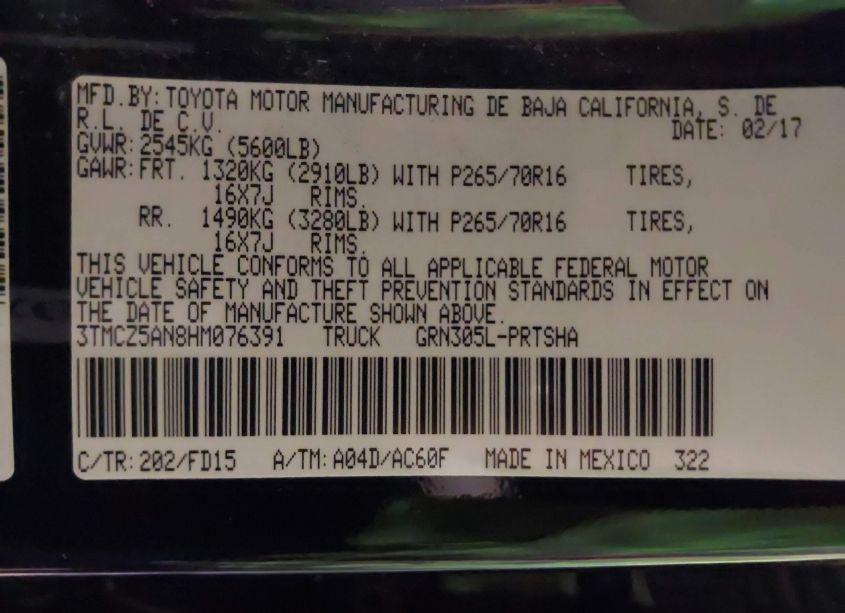 MFD.BY: TOYOTA MOTOR MANUFACTURING DE BAJA CALIFORNIA, S. DE
R.L. DE C.V. DATE: 02/17
GVWR: 2545KG (5600LB)
GAWR: FRT. 1320KG (2910LB) WITH P265/70R16 TIRES,
16X7J RIMS.
RR. 1490KG (3280LB) WITH P265/70R16 TIRES,
16X7J RIMS.
THIS VEHICLE CONFORMS TO ALL APPLICABLE FEDERAL MOTOR
VEHICLE SAFETY AND THEFT PREVENTION STANDARDS IN EFFECT ON
THE DATE OF MANUFACTURE SHOWN ABOVE.
3TMCZ5AN8HM076391 TRUCK GRN305L-PRTSHA
C/TR: 202/FD15 A/TM: A04D/AC60F MADE IN MEXICO 322